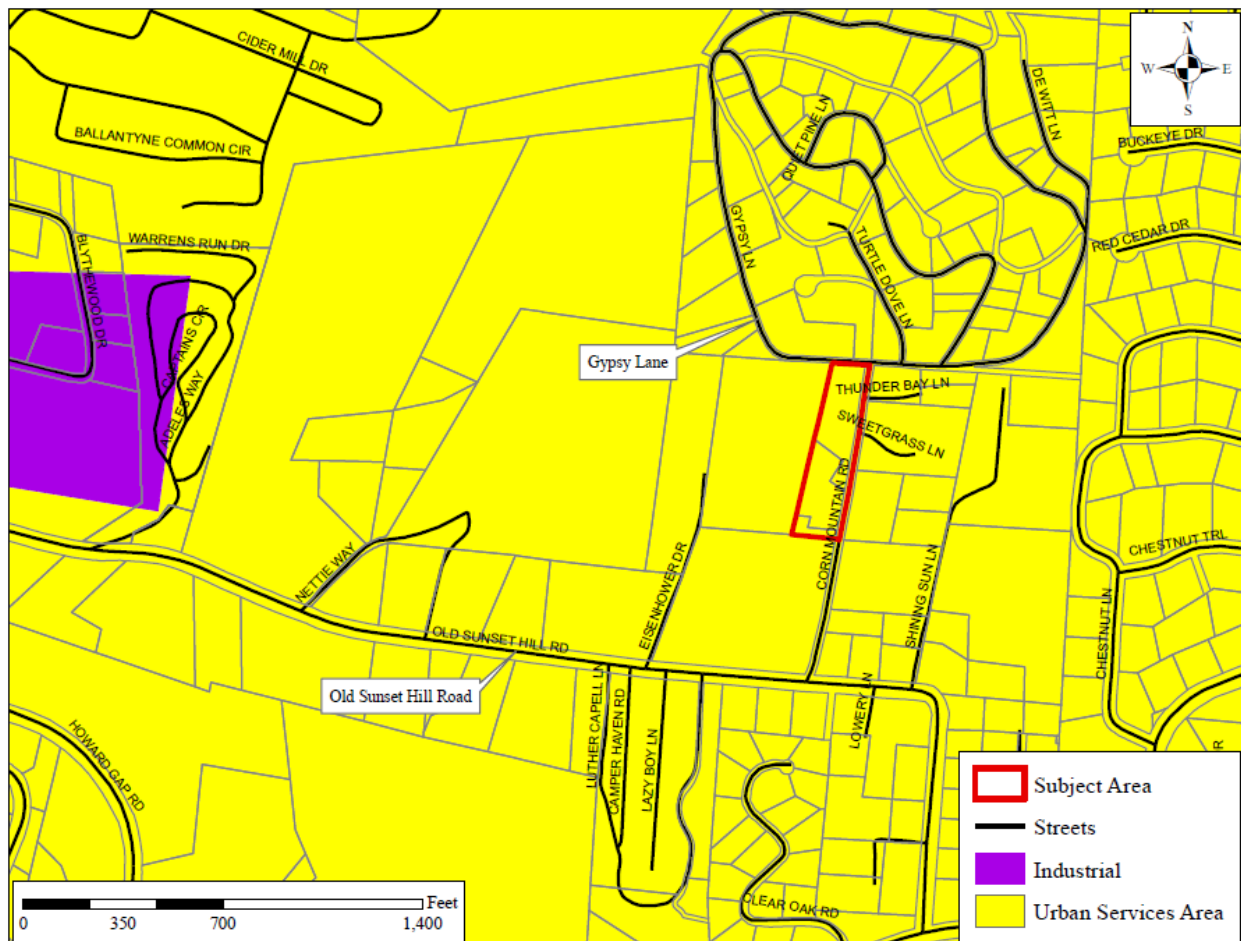 N
W E
S
CIDER MILL DR
BALLANTYNE COMMON CIR
QUIET PINE LN
DEWITT LN
BUCKEYE DR
BLYTHEWOOD DR
WARRENS RUN DR
GYPSY LN
TURTLE DOVE LN
RED CEDAR DR
CAPTAINS CIR
ADELES WAY
Gypsy Lane
THUNDER BAY LN
SWEETGRASS LN
CORN MOUNTAIN RD
NETTIE WAY
EISENHOWER DR
SHINING SUN LN
CHESTNUT TRL
CHESTNUT LN
OLD SUNSET HILL RD
Old Sunset Hill Road
LUTHER CAPELL LN
CAMPER HAVEN RD
LAZY BOY LN
LOWERY LN
HOWARD GAP RD
R
CLEAR OAK RD
Subject Area
Streets
Industrial
Urban Services Area
Feet
0 350 700 1,400